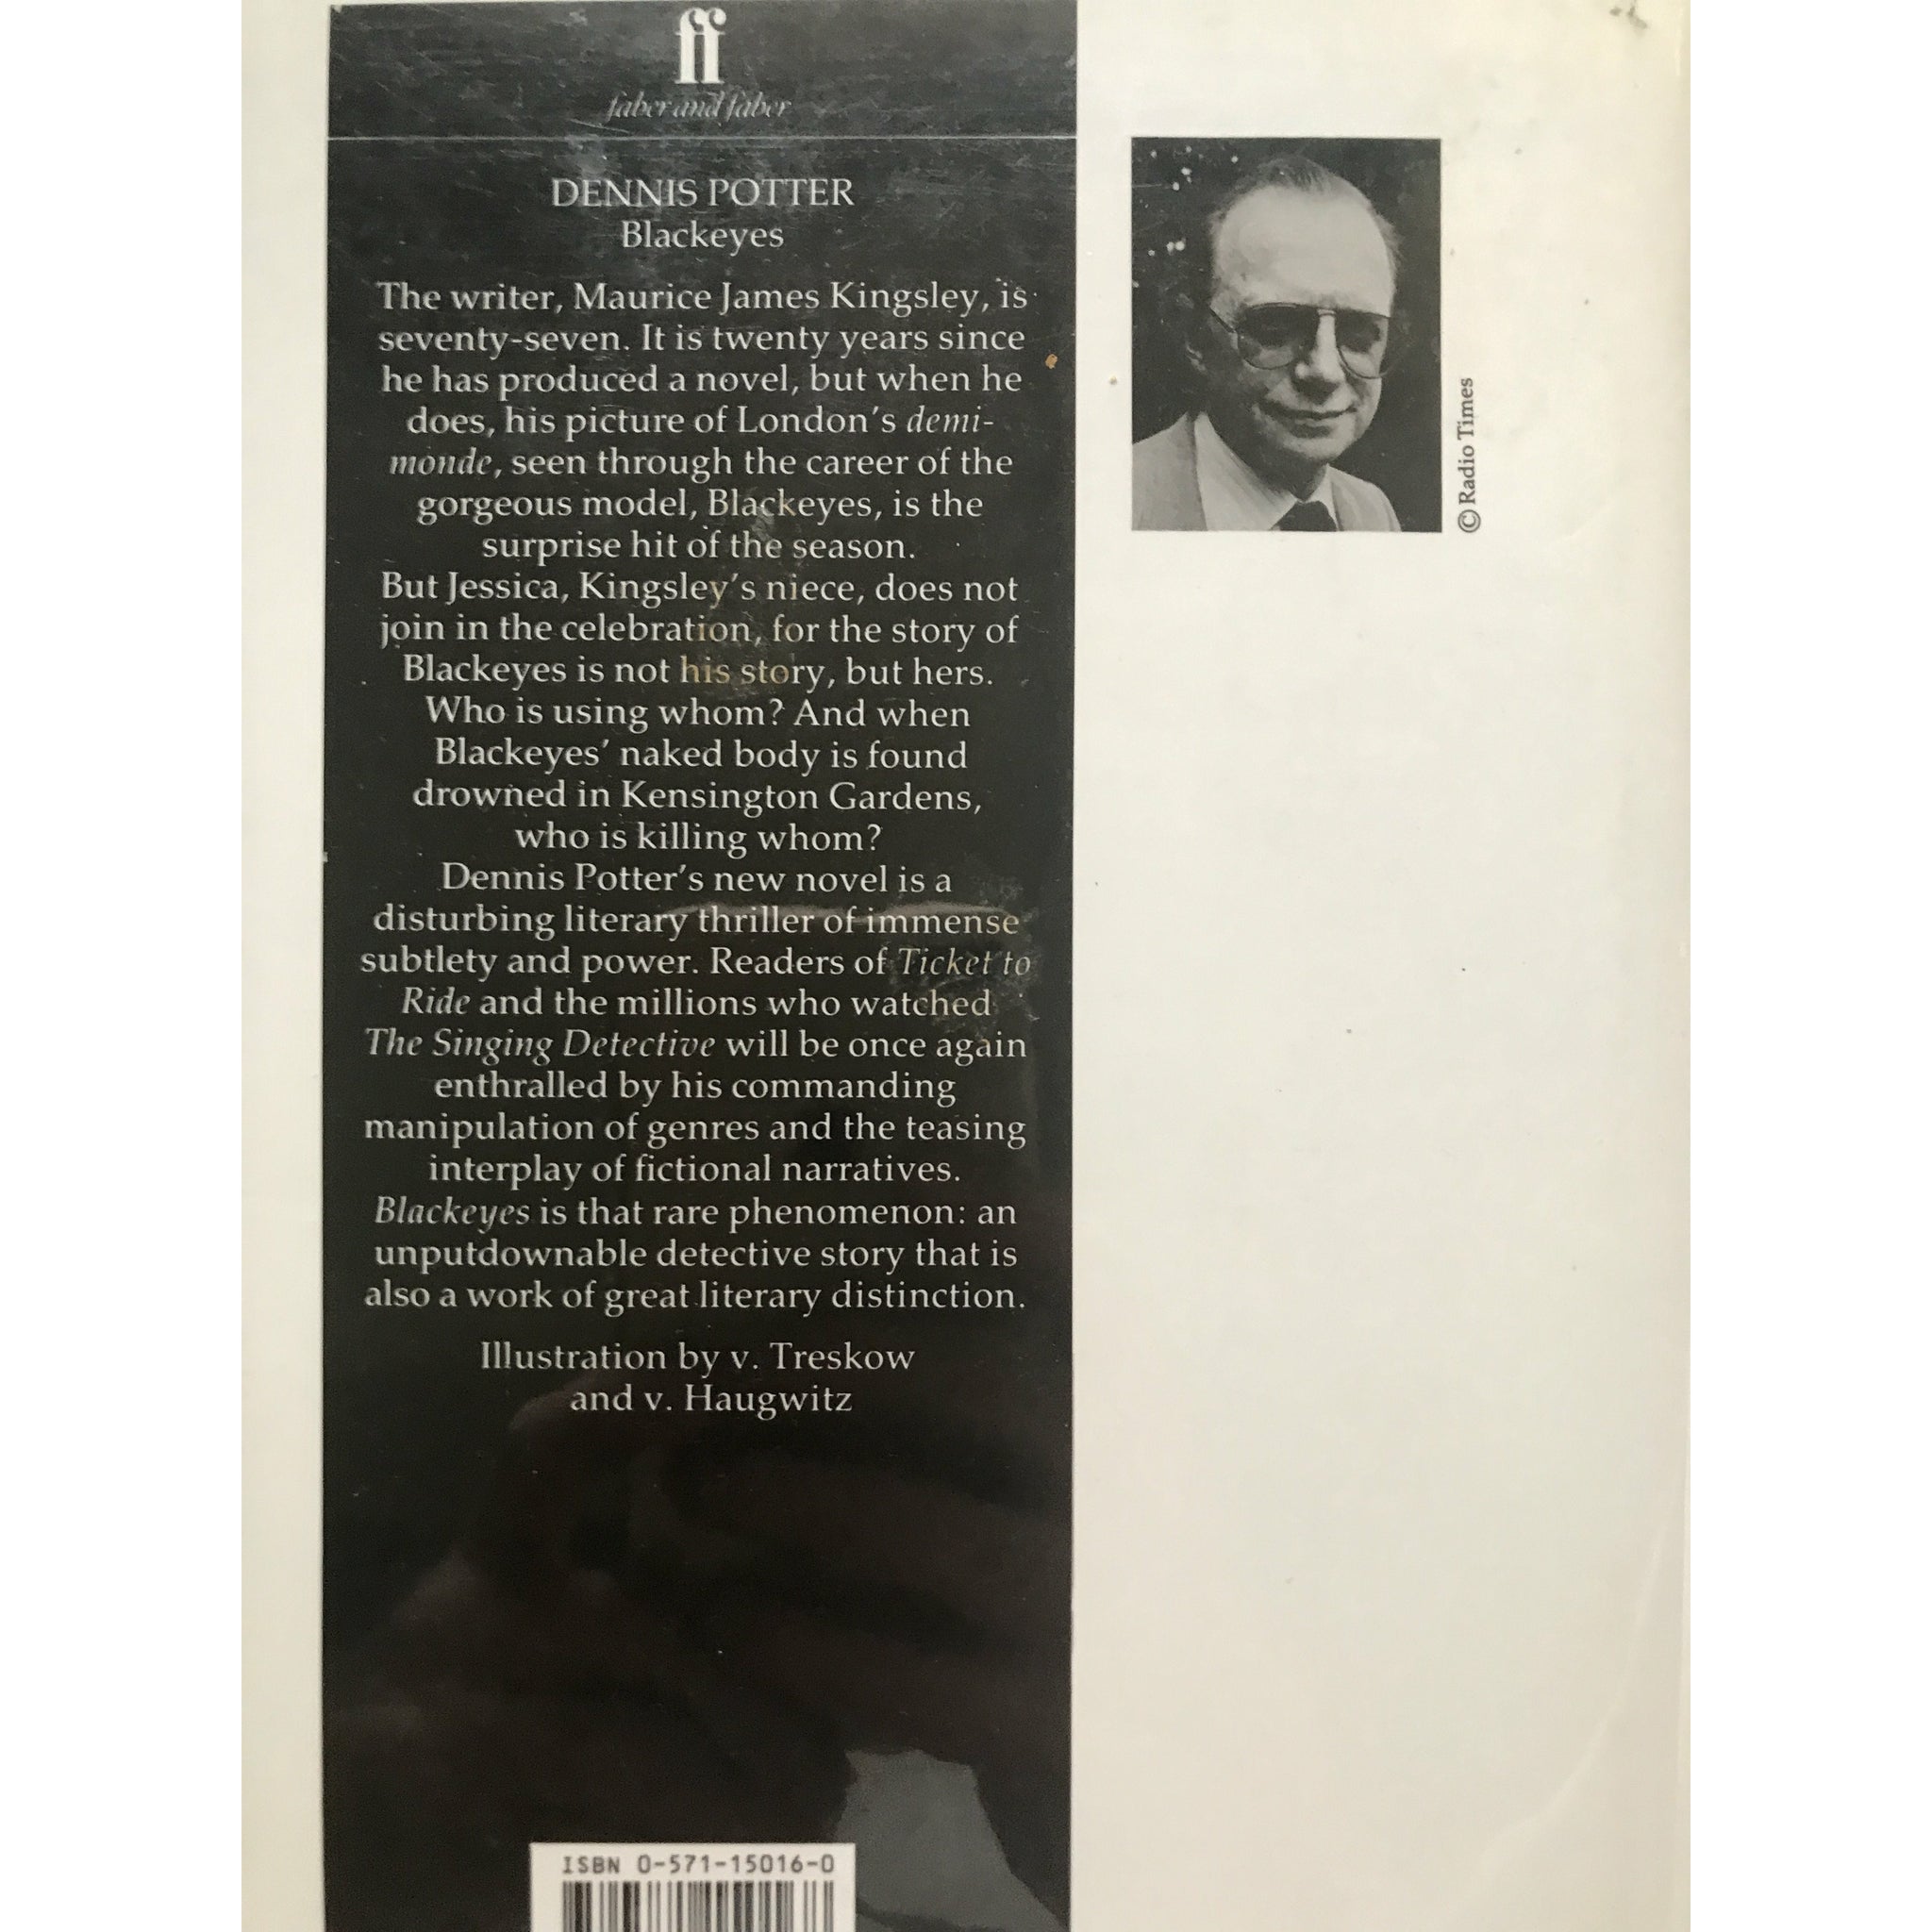 ff
faber and faber
DENNIS POTTER
Blackeyes
The writer, Maurice James Kingsley, is
seventy-seven. It is twenty years since
he has produced a novel, but when he
does, his picture of London's demi-
monde, seen through the career of the
gorgeous model, Blackeyes, is the
surprise hit of the season.
But Jessica, Kingsley's niece, does not
join in the celebration, for the story of
Blackeyes is not his story, but hers.
Who is using whom? And when
Blackeyes' naked body is found
drowned in Kensington Gardens,
who is killing whom?
Dennis Potter's new novel is a
disturbing literary thriller of immense
subtlety and power. Readers of Ticket to
Ride and the millions who watched
The Singing Detective will be once again
enthralled by his commanding
manipulation of genres and the teasing
interplay of fictional narratives.
Blackeyes is that rare phenomenon: an
unputdownable detective story that is
also a work of great literary distinction.
Illustration by v. Treskow
and v. Haugwitz
ISBN 0-571-15016-0
© Radio Times